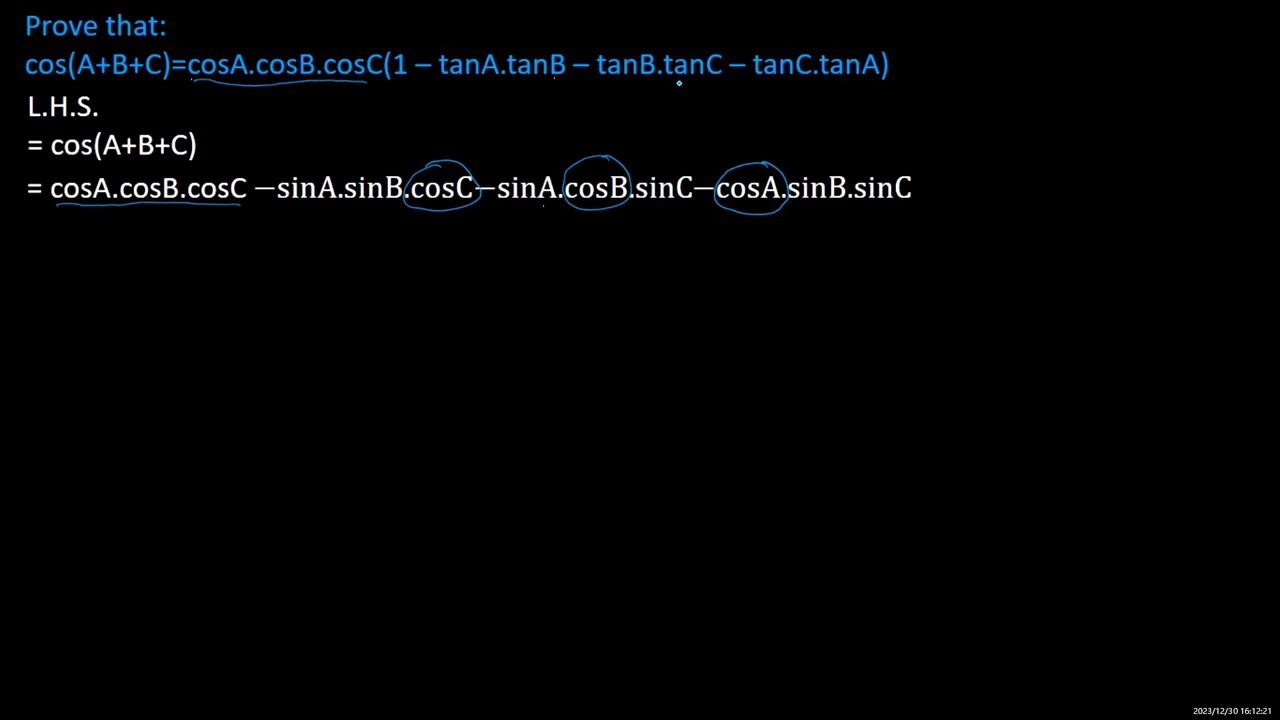 Prove that:
cos(A+B+C)=cosA.cosB.cosC(1 – tanA.tanB – tanB.tanC – tanC.tanA)
L.H.S.
= cos(A+B+C)
= cosA.cosB.cosC −sinA.sinB.cosC−sinA.cosB.sinC−cosA.sinB.sinC
2023/12/30 16:12:21